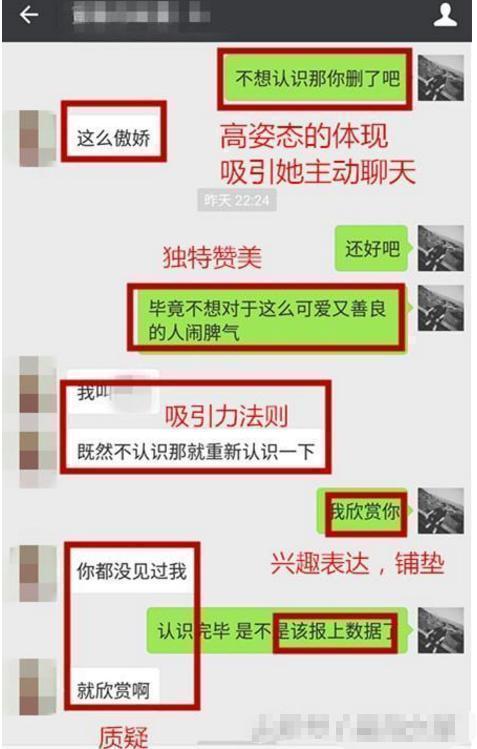 不想认识那你删了吧
这么傲娇
高姿态的体现
吸引她主动聊天
昨天 22:24
还好吧
独特赞美
毕竟不想对于这么可爱又善良
的人闹脾气
我叫
吸引力法则
既然不认识那就重新认识一下
我欣赏你
兴趣表达，铺垫
你都没见过我
认识完毕 是不是该报上数据了
就欣赏啊
质疑